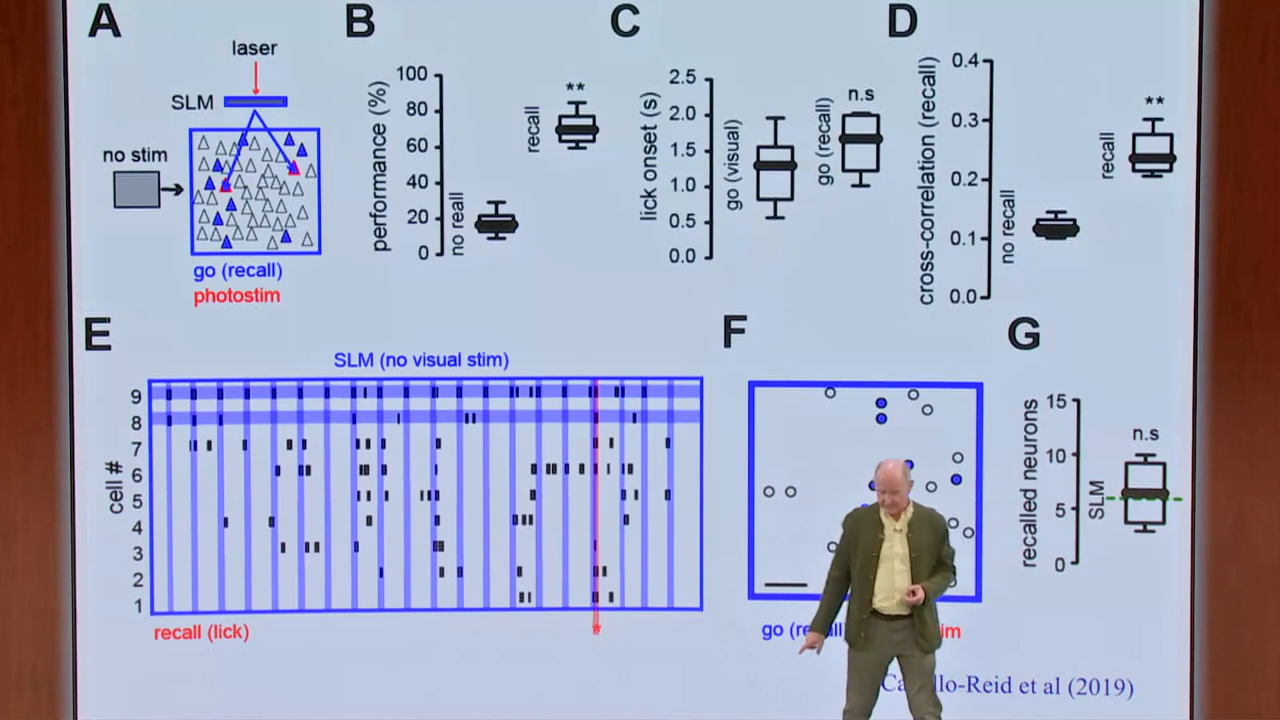 A
laser
SLM
no stim
go (recall)
photostim
B
performance (%)
100
80
60
40
20
0
no reall
recall
**
C
lick onset (s)
2.5
2.0
1.5
1.0
0.5
0.0
go (visual)
go (recall)
n.s
D
cross-correlation (recall)
0.4
0.3
0.2
0.1
0.0
no recall
recall
**
E
SLM (no visual stim)
cell #
9
8
7
6
5
4
3
2
1
recall (lick)
*
F
go
G
recalled neurons
15
10
5
0
SLM
n.s
llo-Reid et al (2019)